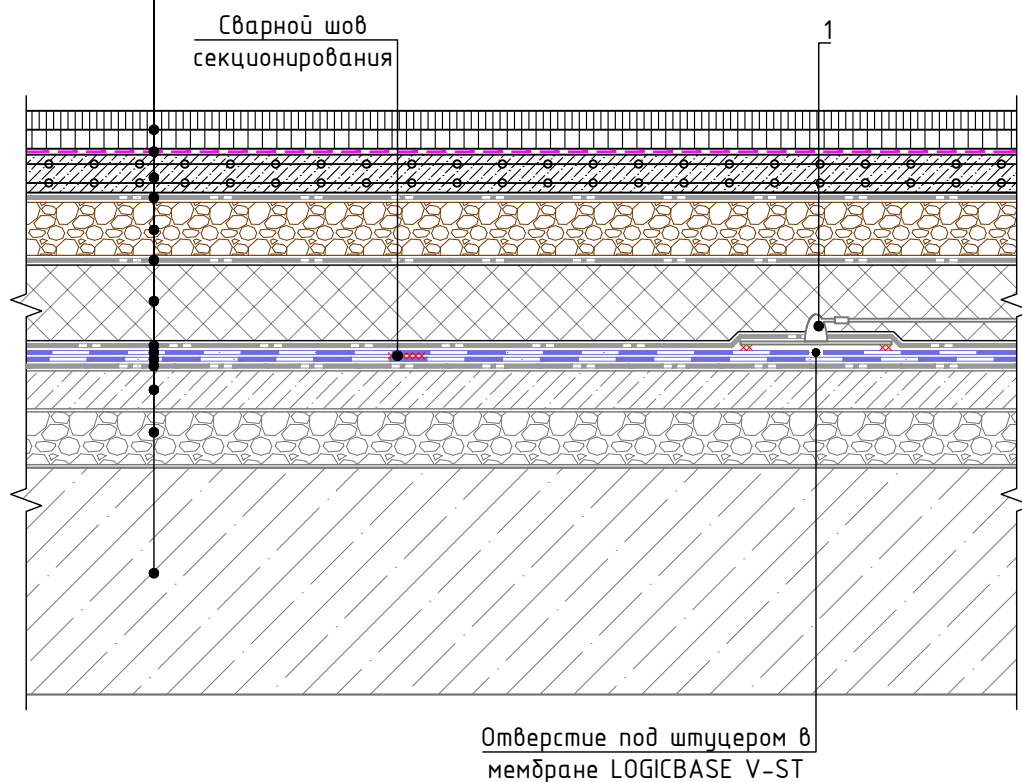 Сварной шов
секционирования
1
Отверстие под штуцером в
мембране LOGICBASE V-ST